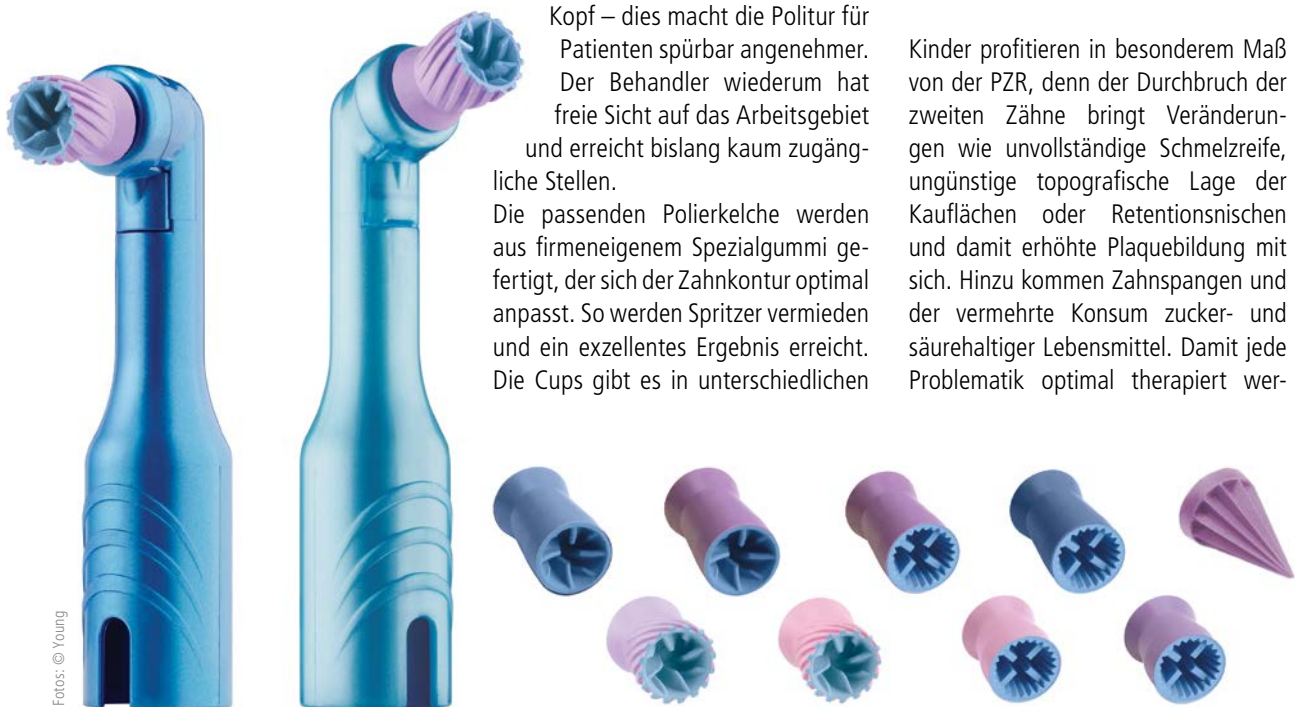 Kopf – dies macht die Politur für
Patienten spürbar angenehmer.
Der Behandler wiederum hat
freie Sicht auf das Arbeitsgebiet
und erreicht bislang kaum zugäng-
liche Stellen.
Die passenden Polierkelche werden
aus firmeneigenem Spezialgummi ge-
fertigt, der sich der Zahnkontur optimal
anpasst. So werden Spritzer vermieden
und ein exzellentes Ergebnis erreicht.
Die Cups gibt es in unterschiedlichen
Kinder profitieren in besonderem Maß
von der PZR, denn der Durchbruch der
zweiten Zähne bringt Veränderun-
gen wie unvollständige Schmelzreife,
ungünstige topografische Lage der
Kauflächen oder Retentionsnischen
und damit erhöhte Plaquebildung mit
sich. Hinzu kommen Zahnspangen und
der vermehrte Konsum zucker- und
säurehaltiger Lebensmittel. Damit jede
Problematik optimal therapiert wer-
Fotos: © Young